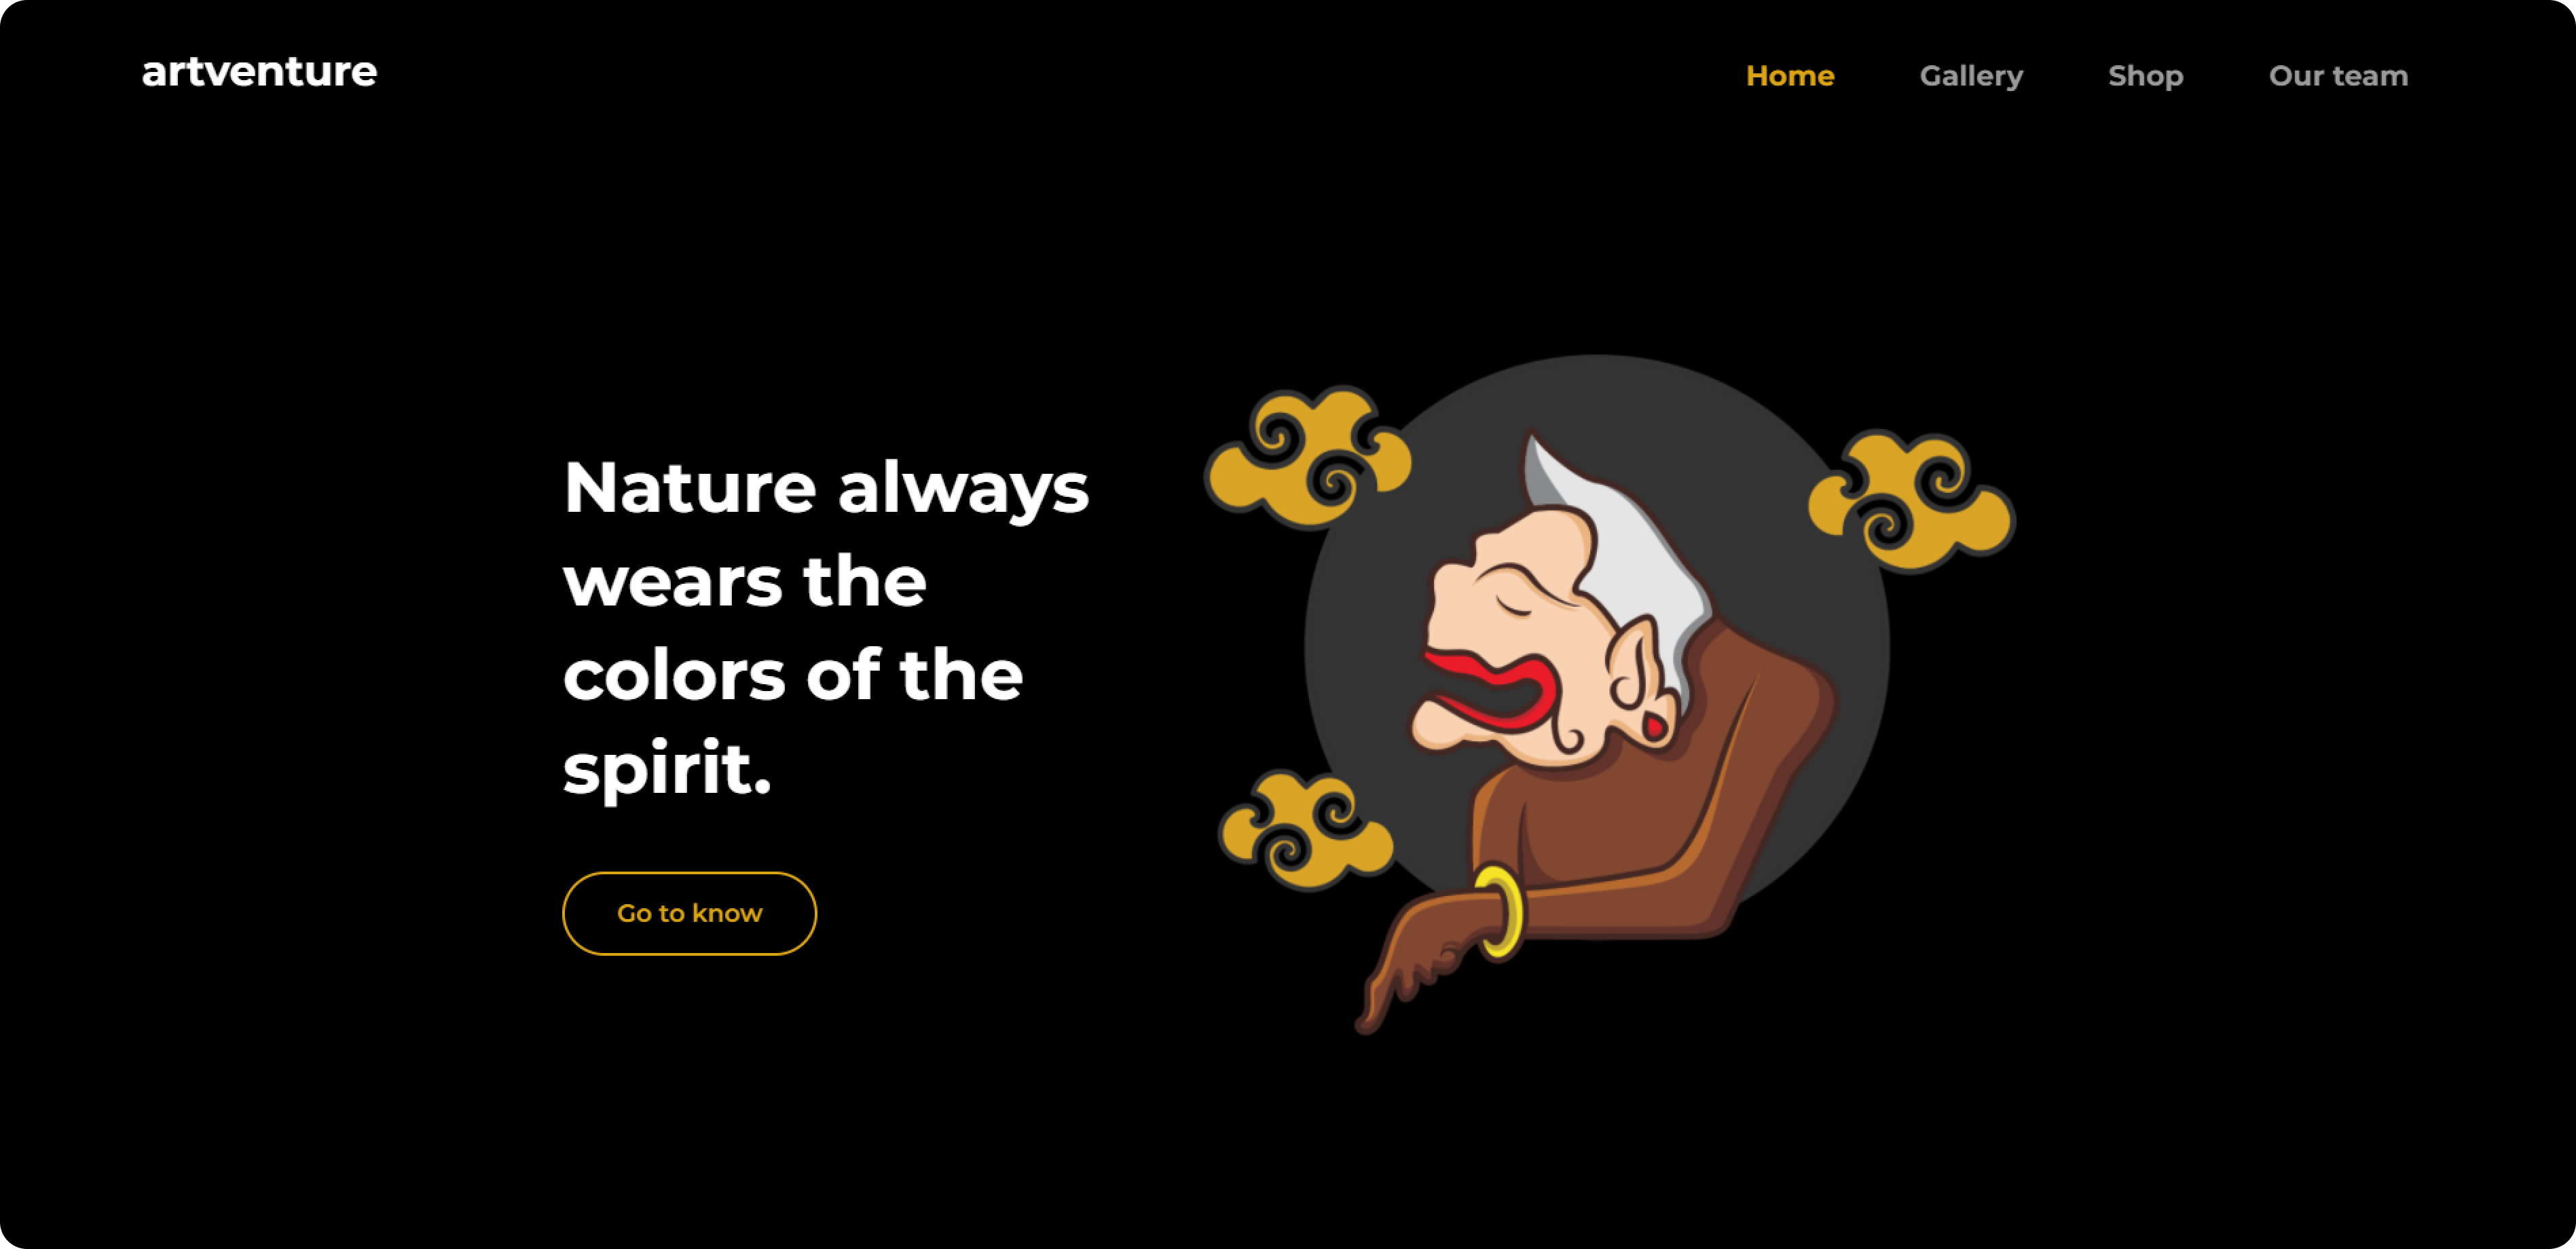 artventure
Home Gallery Shop Our team
Nature always
wears the
colors of the
spirit.
Go to know